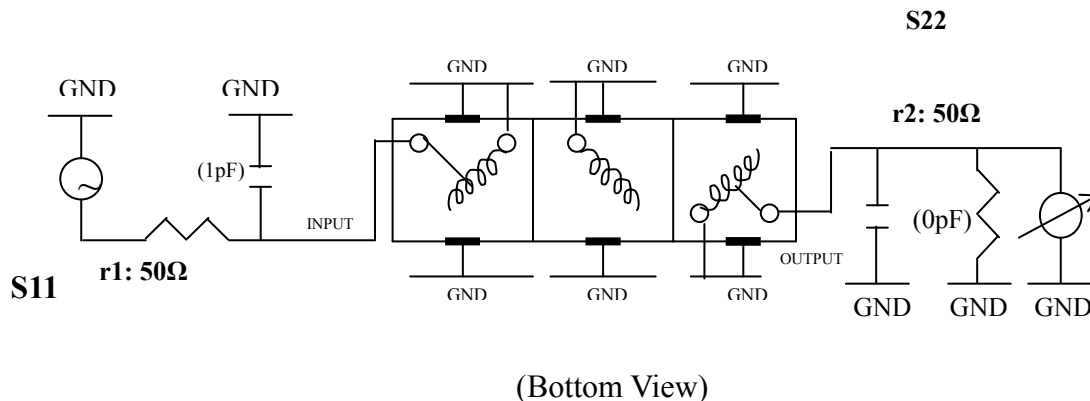 S22
GND
GND
GND
GND
GND
r2: 50Ω
(1pF)
(0pF)
INPUT
r1: 50Ω
OUTPUT
S11
GND
GND
GND
GND
GND
GND
(Bottom View)